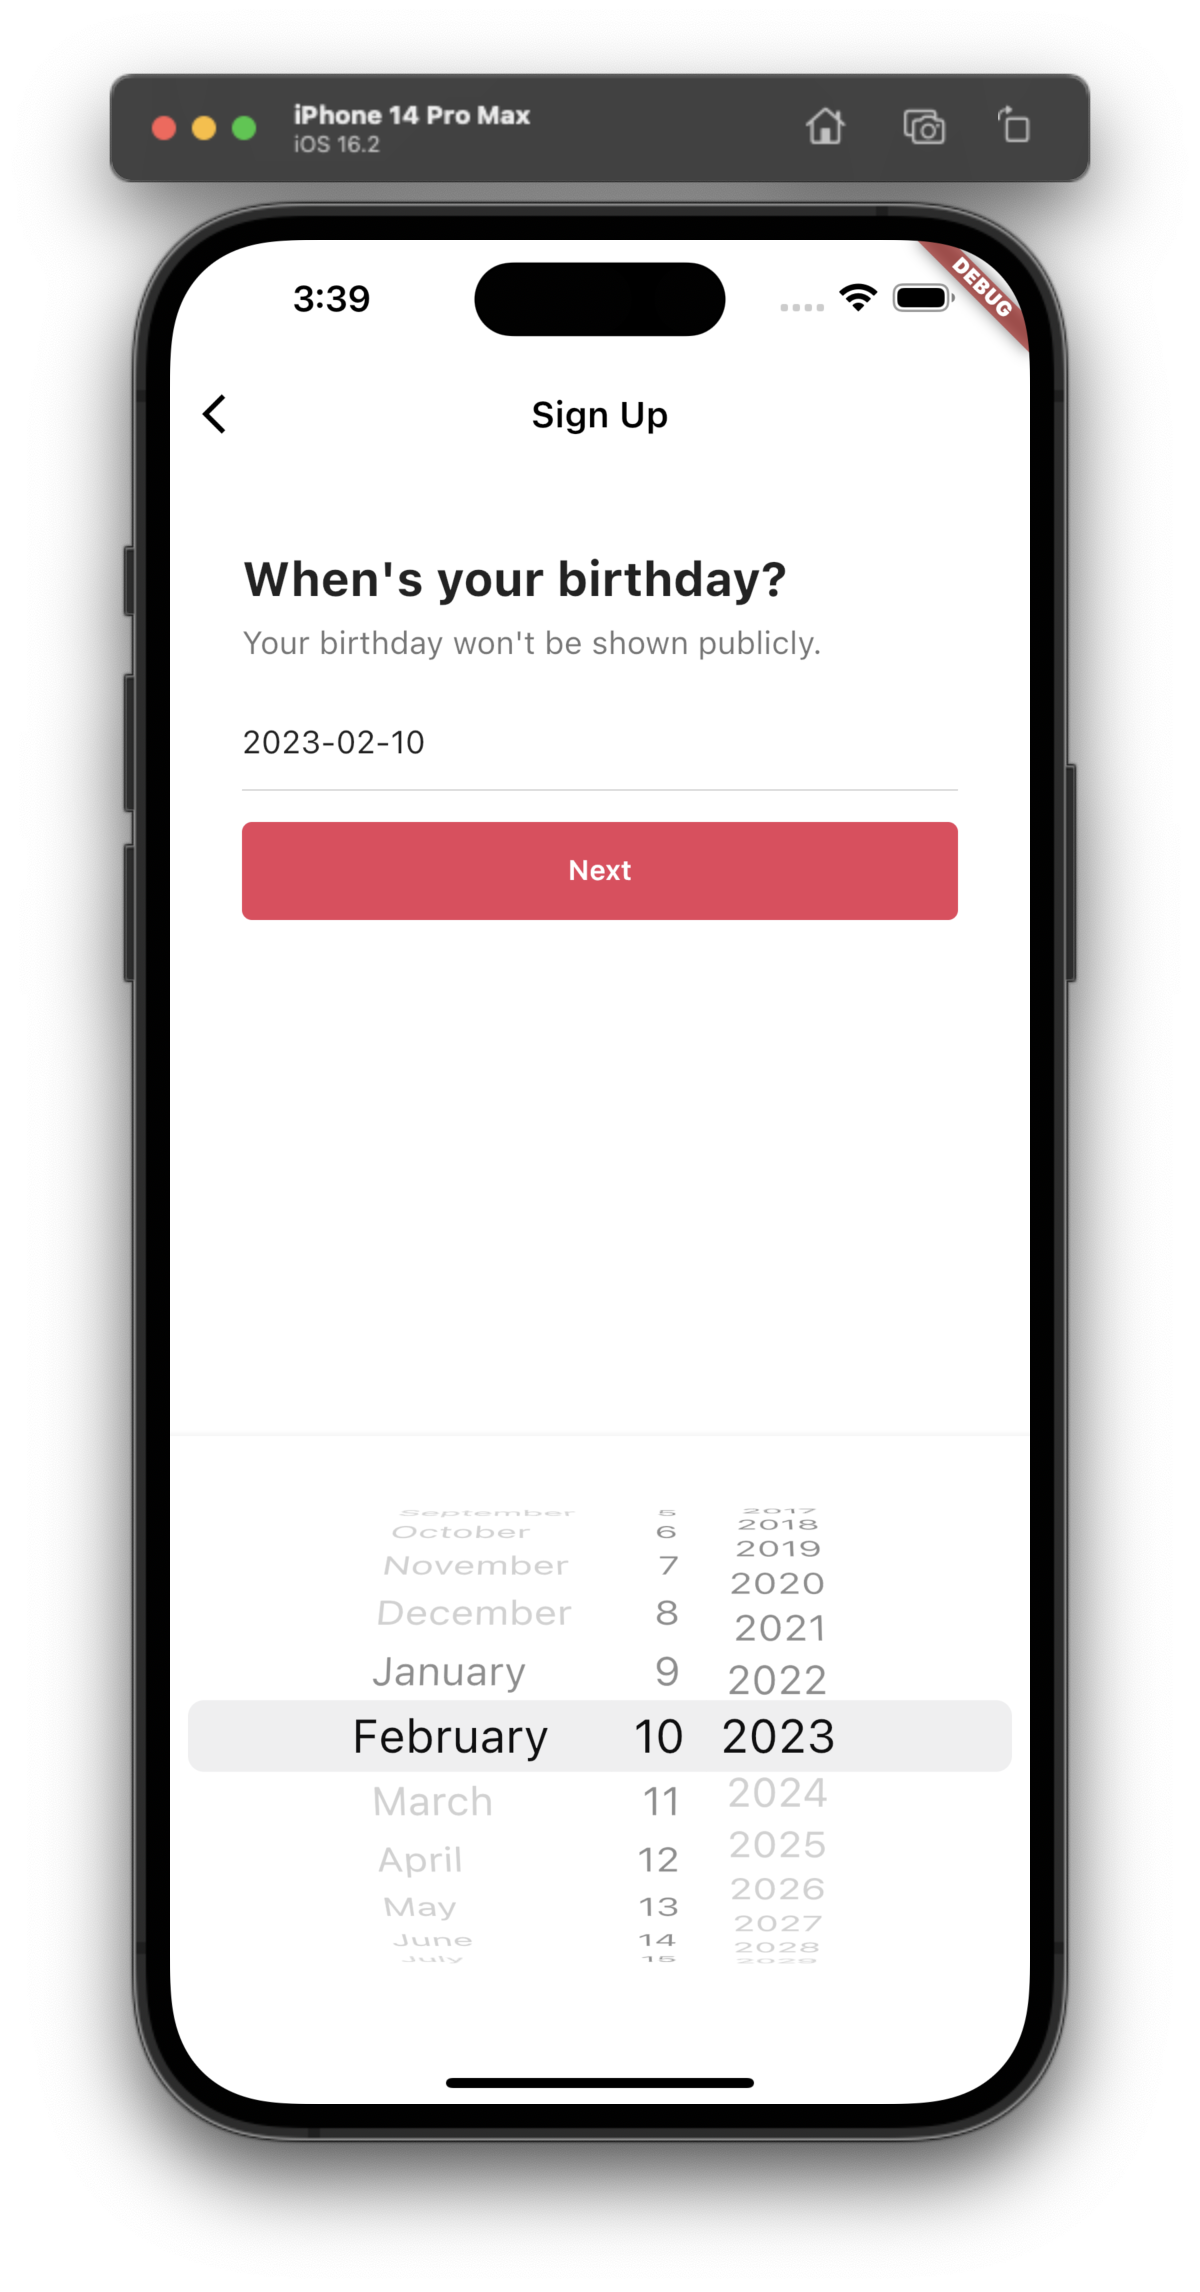 iPhone 14 Pro Max
iOS 16.2
3:39
DEBUG
Sign Up
When's your birthday?
Your birthday won't be shown publicly.
2023-02-10
Next
September 5 2017
October 6 2018
November 7 2019
December 8 2020
2021
January 9 2022
February 10 2023
March 11 2024
April 12 2025
May 13 2026
June 14 2027
2028
July 15 2029